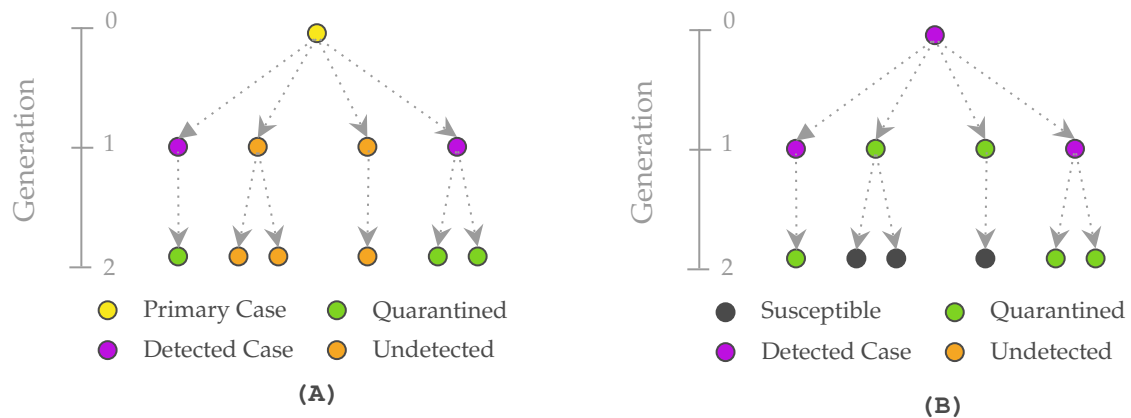 0
1
2
Generation
Primary Case
Quarantined
Detected Case
Undetected
(A)
0
1
2
Generation
Susceptible
Quarantined
Detected Case
Undetected
(B)